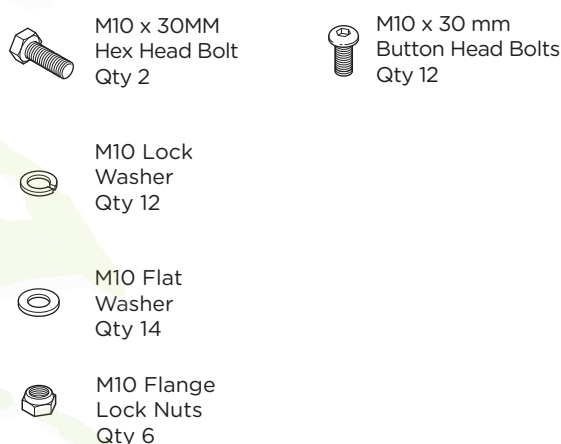 M10 x 30MM
Hex Head Bolt
Qty 2
M10 x 30 mm
Button Head Bolts
Qty 12
M10 Lock
Washer
Qty 12
M10 Flat
Washer
Qty 14
M10 Flange
Lock Nuts
Qty 6